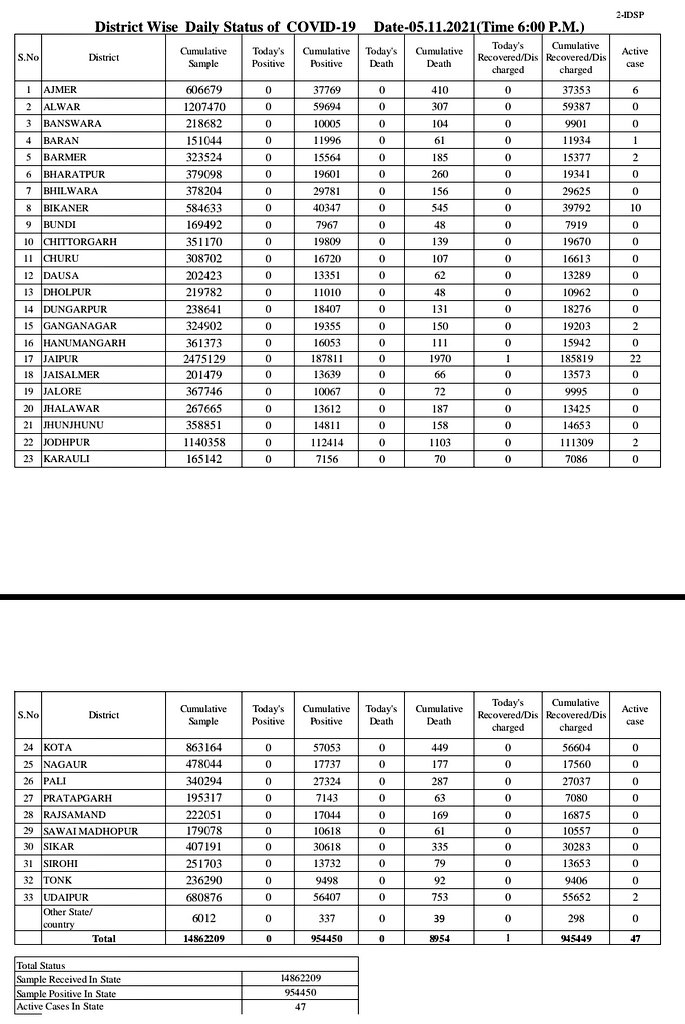 2-IDSP
District Wise Daily Status of COVID-19 Date-05.11.2021(Time 6:00 P.M.)
S.No District Cumulative Sample Today's Positive Cumulative Positive Today's Death Cumulative Death Today's Recovered/Dis charged Cumulative Recovered/Dis charged Active case
1 AJMER 606679 0 37769 0 410 0 37353 6
2 ALWAR 1207470 0 59694 0 307 0 59387 0
3 BANSWARA 218682 0 10005 0 104 0 9901 0
4 BARAN 151044 0 11996 0 61 0 11934 1
5 BARMER 323524 0 15564 0 185 0 15377 2
6 BHARATPUR 379098 0 19601 0 260 0 19341 0
7 BHILWARA 378204 0 29781 0 156 0 29625 0
8 BIKANER 584633 0 40347 0 545 0 39792 10
9 BUNDI 169492 0 7967 0 48 0 7919 0
10 CHITTORGARH 351170 0 19809 0 139 0 19670 0
11 CHURU 308702 0 16720 0 107 0 16613 0
12 DAUSA 202423 0 13351 0 62 0 13289 0
13 DHOLPUR 219782 0 11010 0 48 0 10962 0
14 DUNGARPUR 238641 0 18407 0 131 0 18276 0
15 GANGANAGAR 324902 0 19355 0 150 0 19203 2
16 HANUMANGARH 361373 0 16053 0 111 0 15942 0
17 JAIPUR 2475129 0 187811 0 1970 1 185819 22
18 JAISALMER 201479 0 13639 0 66 0 13573 0
19 JALORE 367746 0 10067 0 72 0 9995 0
20 JHALAWAR 267665 0 13612 0 187 0 13425 0
21 JHUNJHUNU 358851 0 14811 0 158 0 14653 0
22 JODHPUR 1140358 0 112414 0 1103 0 111309 2
23 KARAULI 165142 0 7156 0 70 0 7086 0
S.No District Cumulative Sample Today's Positive Cumulative Positive Today's Death Cumulative Death Today's Recovered/Dis charged Cumulative Recovered/Dis charged Active case
24 KOTA 863164 0 57053 0 449 0 56604 0
25 NAGAUR 478044 0 17737 0 177 0 17560 0
26 PALI 340294 0 27324 0 287 0 27037 0
27 PRATAPGARH 195317 0 7143 0 63 0 7080 0
28 RAJSAMAND 222051 0 17044 0 169 0 16875 0
29 SAWAI MADHOPUR 179078 0 10618 0 61 0 10557 0
30 SIKAR 407191 0 30618 0 335 0 30283 0
31 SIROHI 251703 0 13732 0 79 0 13653 0
32 TONK 236290 0 9498 0 92 0 9406 0
33 UDAIPUR 680876 0 56407 0 753 0 55652 2
Other State/ country 6012 0 337 0 39 0 298 0
Total 14862209 0 954450 0 8954 1 945449 47
Total Status
Sample Received In State 14862209
Sample Positive In State 954450
Active Cases In State 47